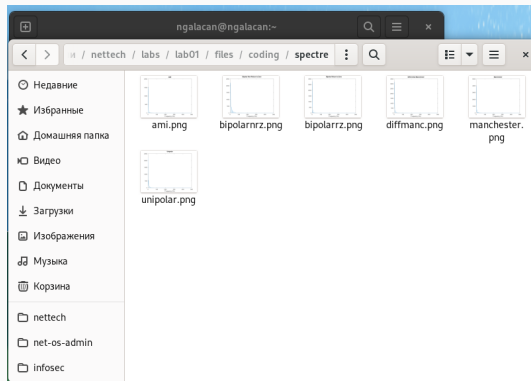 ngalacan@ngalacan:~
/ nettech / labs / lab01 / files / coding / spectre
Недавние
Избранные
Домашняя папка
Видео
Документы
Загрузки
Изображения
Музыка
Корзина
nettech
net-os-admin
infosec
ami.png
bipolarnrz.png
bipolarrz.png
diffmanc.png
manchester.
png
unipolar.png